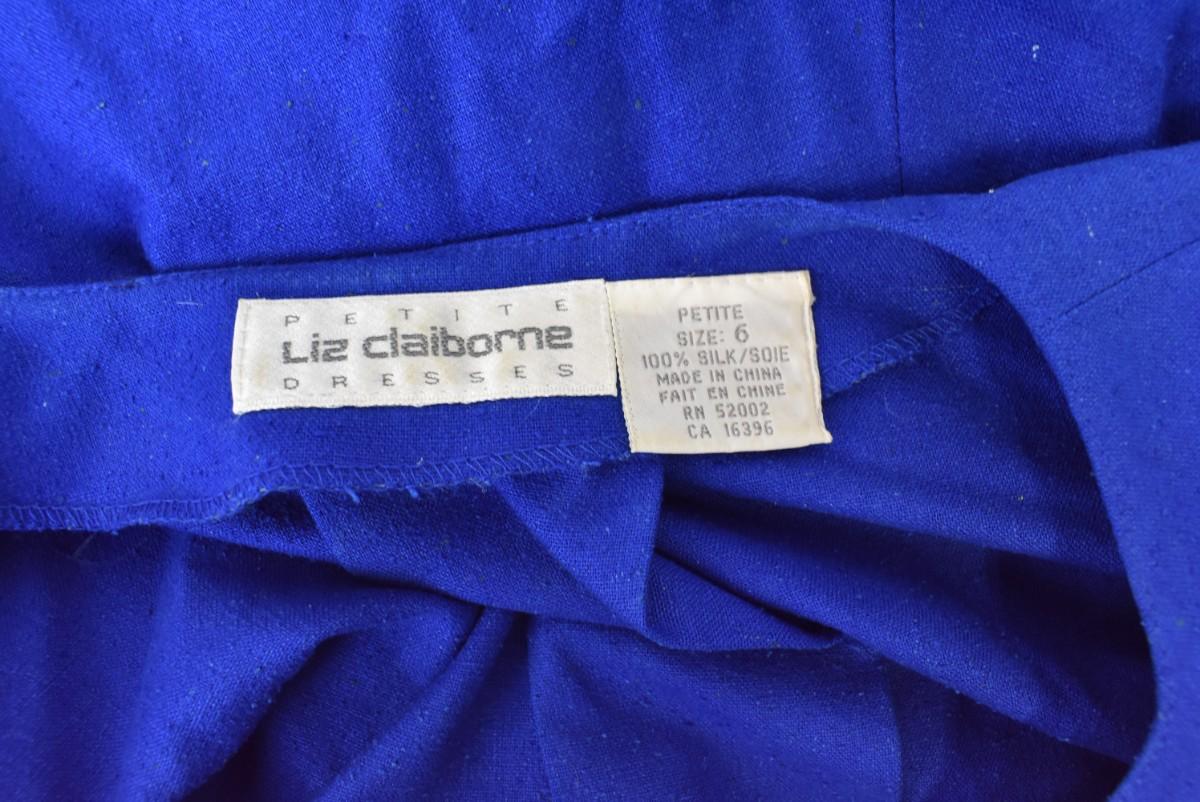 PETITE
Liz claiborne
DRESSES
PETITE
SIZE: 6
100% SILK/SOIE
MADE IN CHINA
FAIT EN CHINE
RN 52002
CA 16396